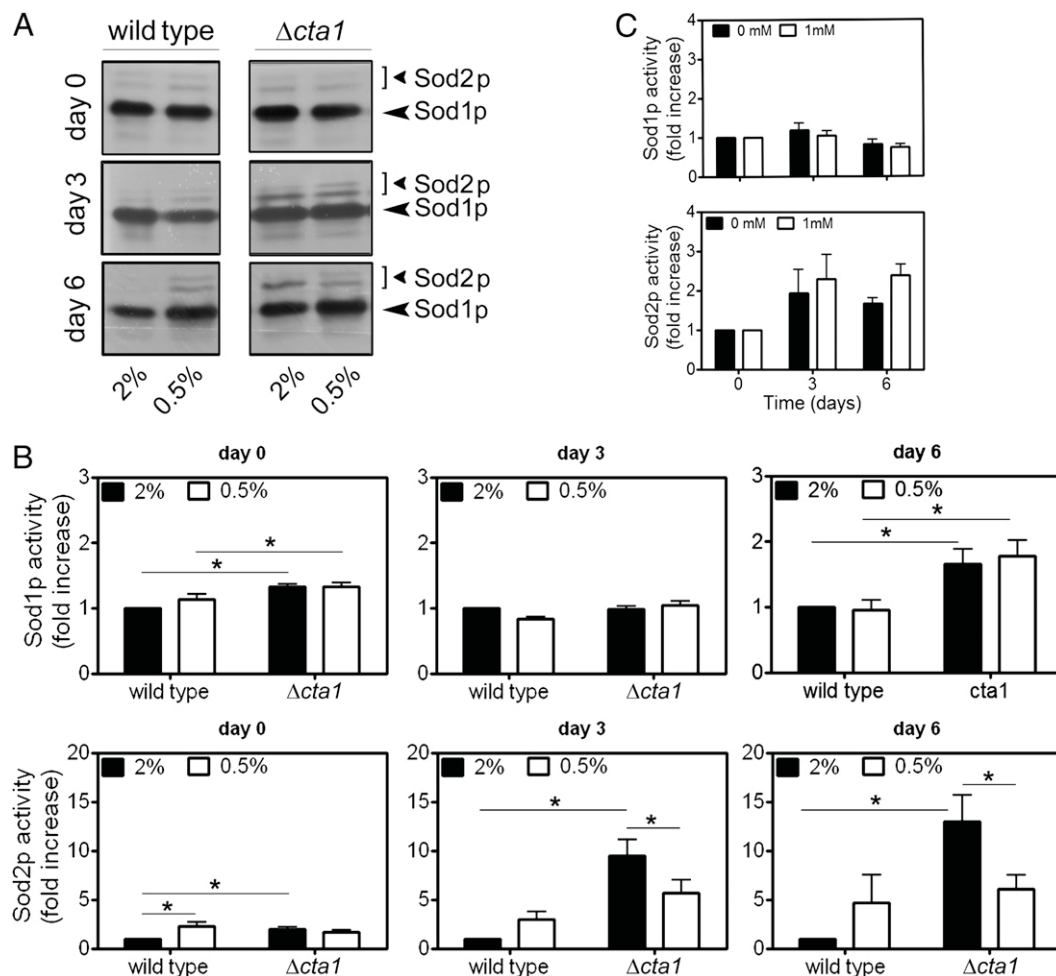 A
wild type Δcta1
day 0
Sod2p
Sod1p
day 3
Sod2p
Sod1p
day 6
Sod2p
Sod1p
2% 0.5% 2% 0.5%
C
Sod1p activity
(fold increase)
4
3
2
1
0
0 mM 1mM
Sod2p activity
(fold increase)
4
3
2
1
0
0 mM 1mM
0 3 6
Time (days)
B
day 0
Sod1p activity
(fold increase)
3
2
1
0
2% 0.5%
*
*
wild type Δcta1
day 3
3
2
1
0
2% 0.5%
wild type Δcta1
day 6
3
2
1
0
2% 0.5%
*
*
wild type cta1
day 0
Sod2p activity
(fold increase)
20
15
10
5
0
2% 0.5%
*
*
wild type Δcta1
day 3
20
15
10
5
0
2% 0.5%
*
*
wild type Δcta1
day 6
20
15
10
5
0
2% 0.5%
*
*
wild type Δcta1